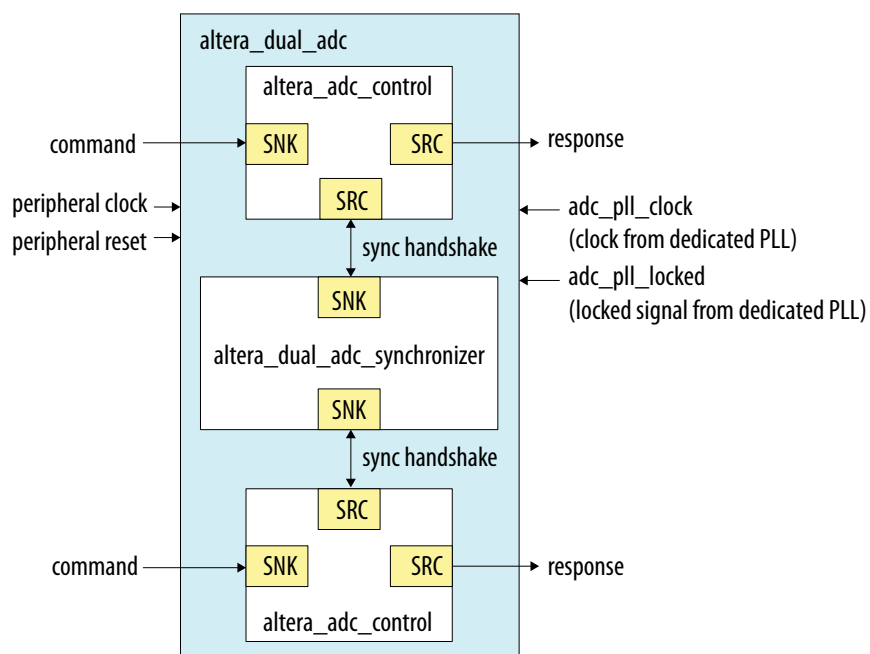 altera_dual_adc
altera_adc_control
command
SNK
SRC
response
peripheral clock
SRC
adc_pll_clock
(clock from dedicated PLL)
peripheral reset
sync handshake
adc_pll_locked
(locked signal from dedicated PLL)
SNK
altera_dual_adc_synchronizer
SNK
sync handshake
SRC
command
SNK
SRC
response
altera_adc_control